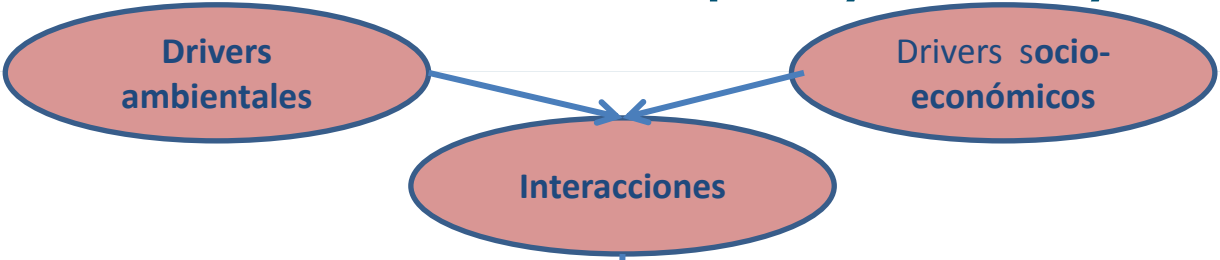 Drivers
ambientales
Drivers socio-
económicos
Interacciones